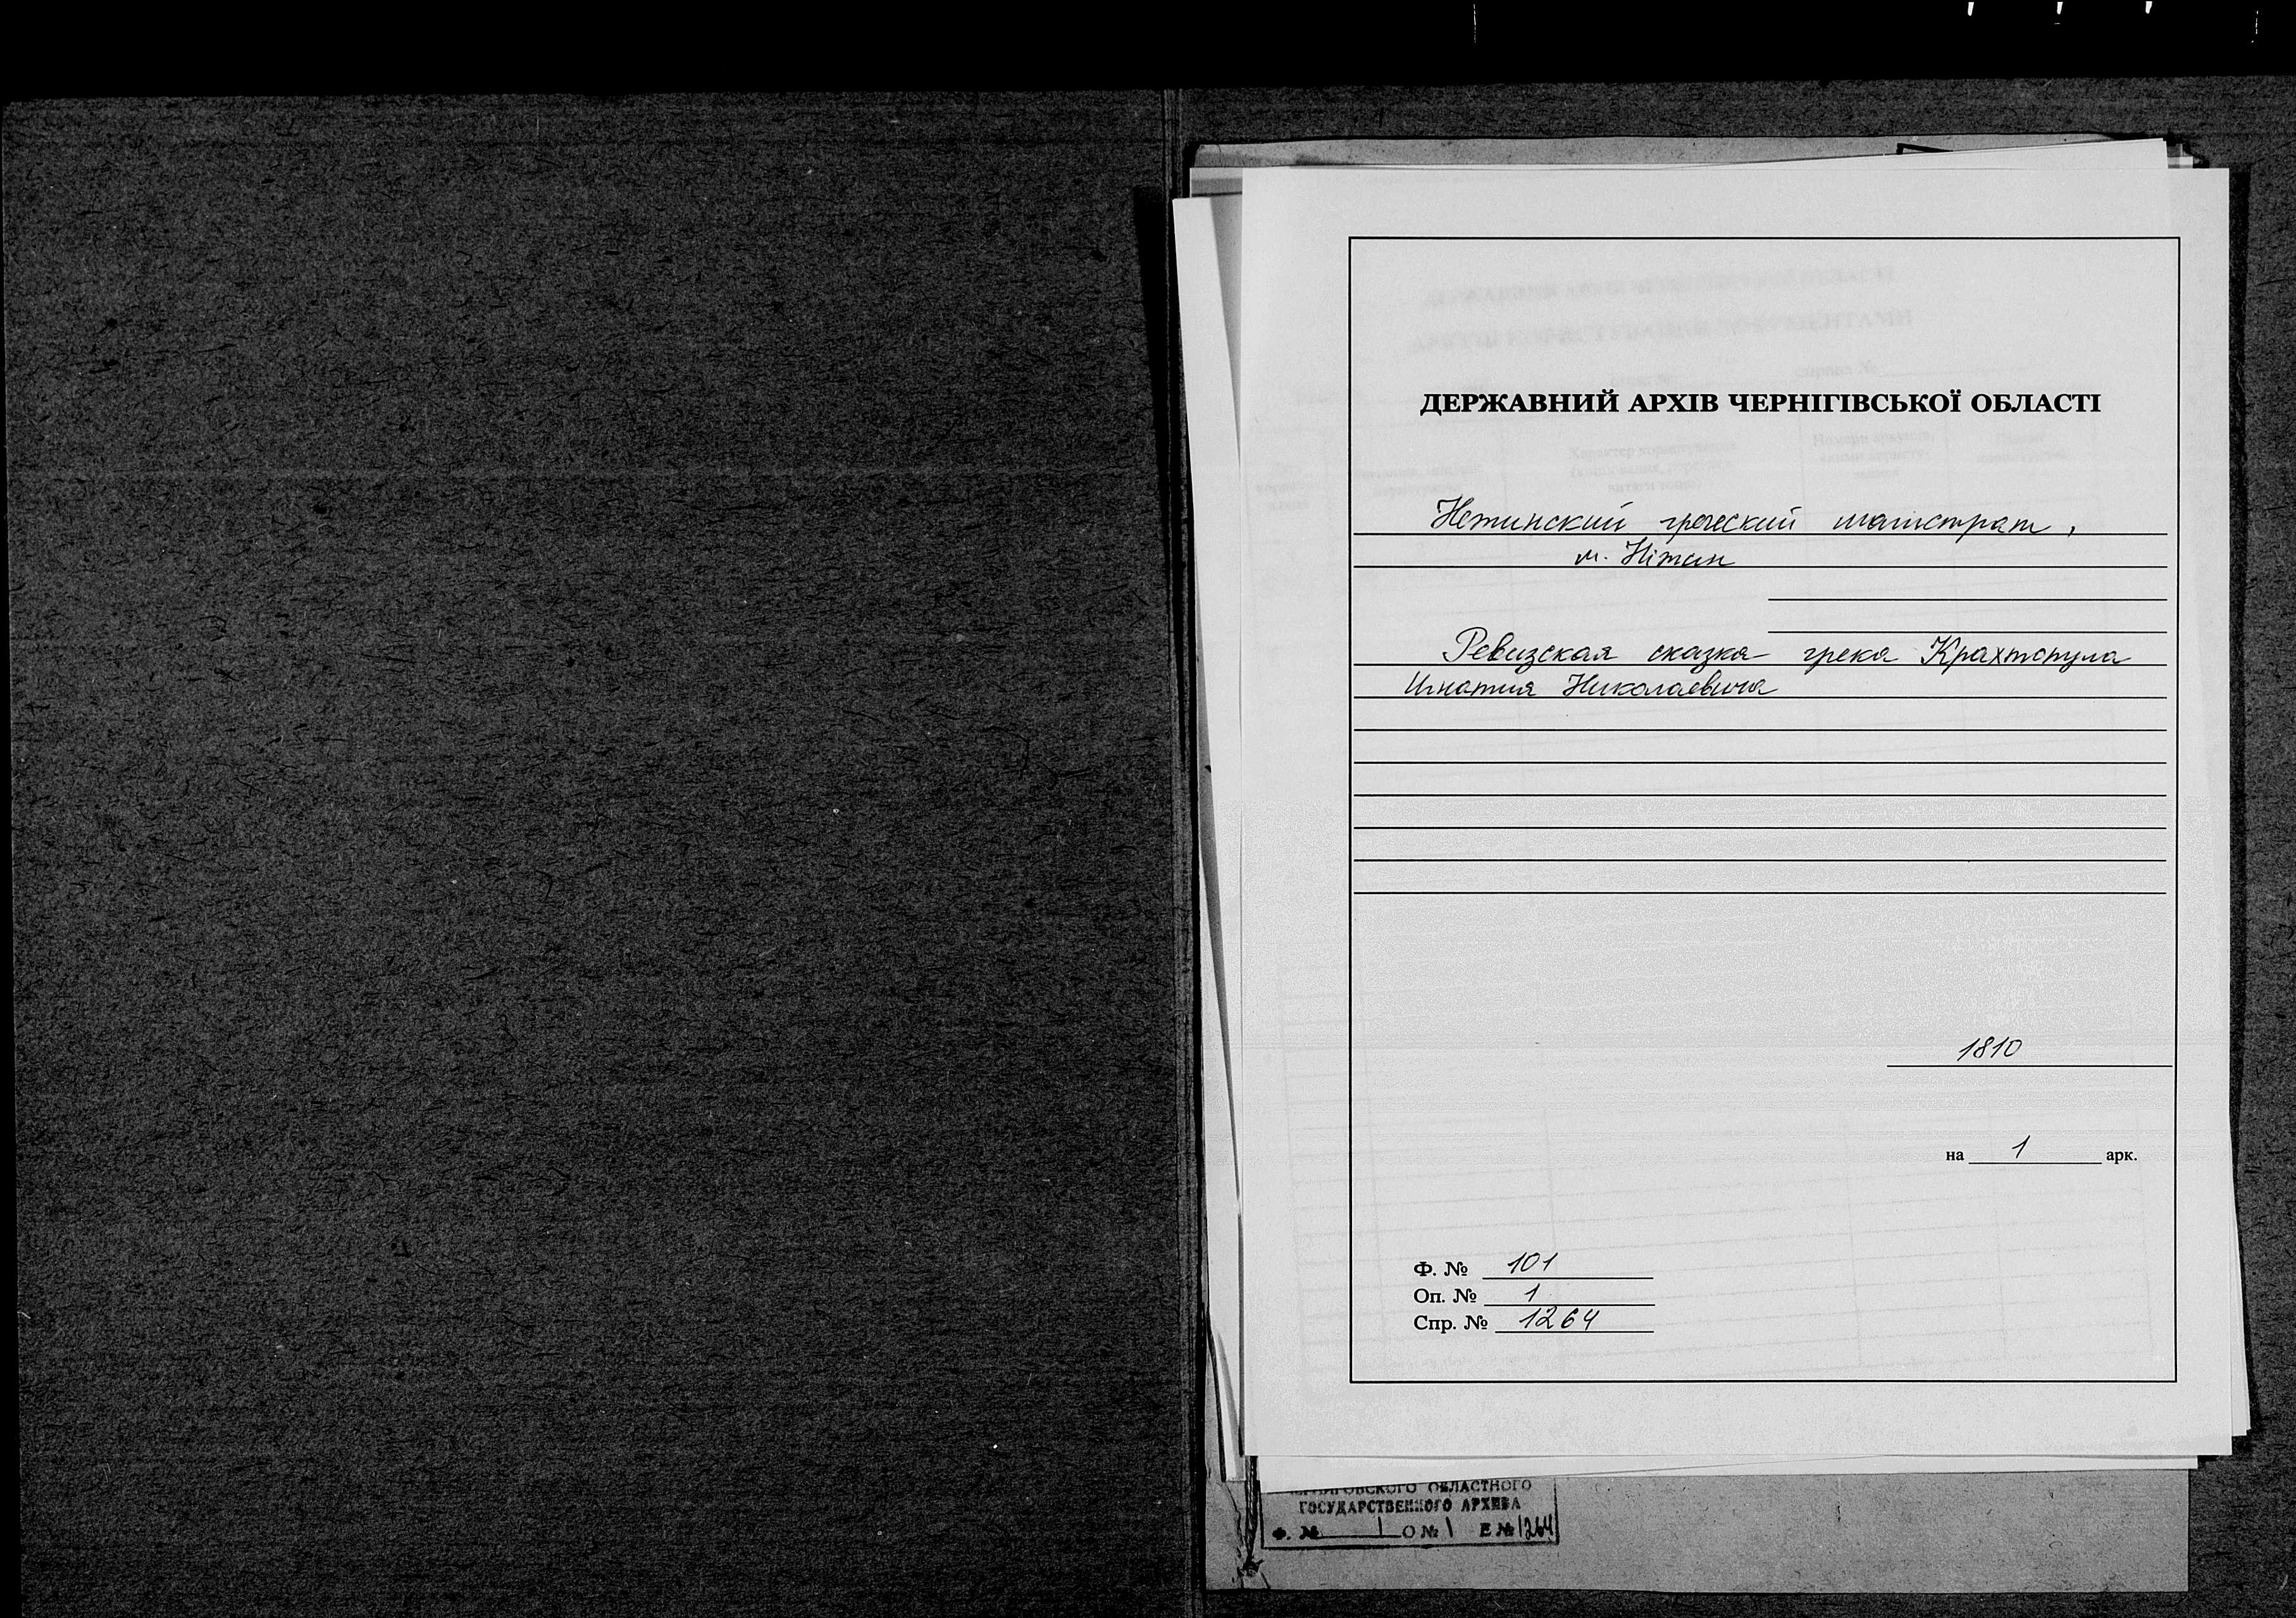 ДЕРЖАВНИЙ АРХІВ ЧЕРНІГІВСЬКОЇ ОБЛАСТІ
Нежинский греческий магистрат,
м. Ніжин
Ревизская сказка грека Крахтопула
Игнатия Николаевича
1810
на 1 арк.
Ф. № 101
Оп. № 1
Спр. № 1264
ОБЛАСТНОГО
ГОСУДАРСТВЕННОГО АРХИВА
Ф. № 1 О № 1 Е № 1264